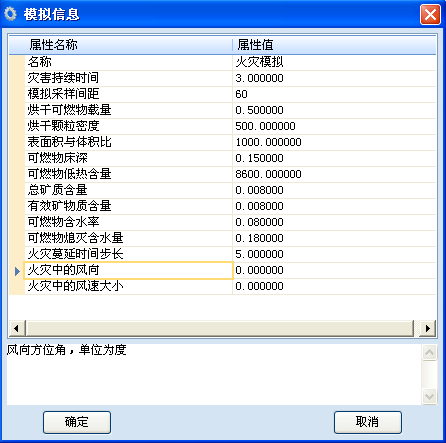 模拟信息
属性名称 属性值
名称 火灾模拟
灾害持续时间 3.000000
模拟采样间距 60
烘干可燃物载量 0.500000
烘干颗粒密度 500.000000
表面积与体积比 1000.000000
可燃物床深 0.150000
可燃物低热含量 8600.000000
总矿质含量 0.008000
有效矿物质含量 0.008000
可燃物含水率 0.080000
可燃物熄灭含水量 0.180000
火灾蔓延时间步长 5.000000
火灾中的风向 0.000000
火灾中的风速大小 0.000000
风向方位角，单位为度
确定 取消